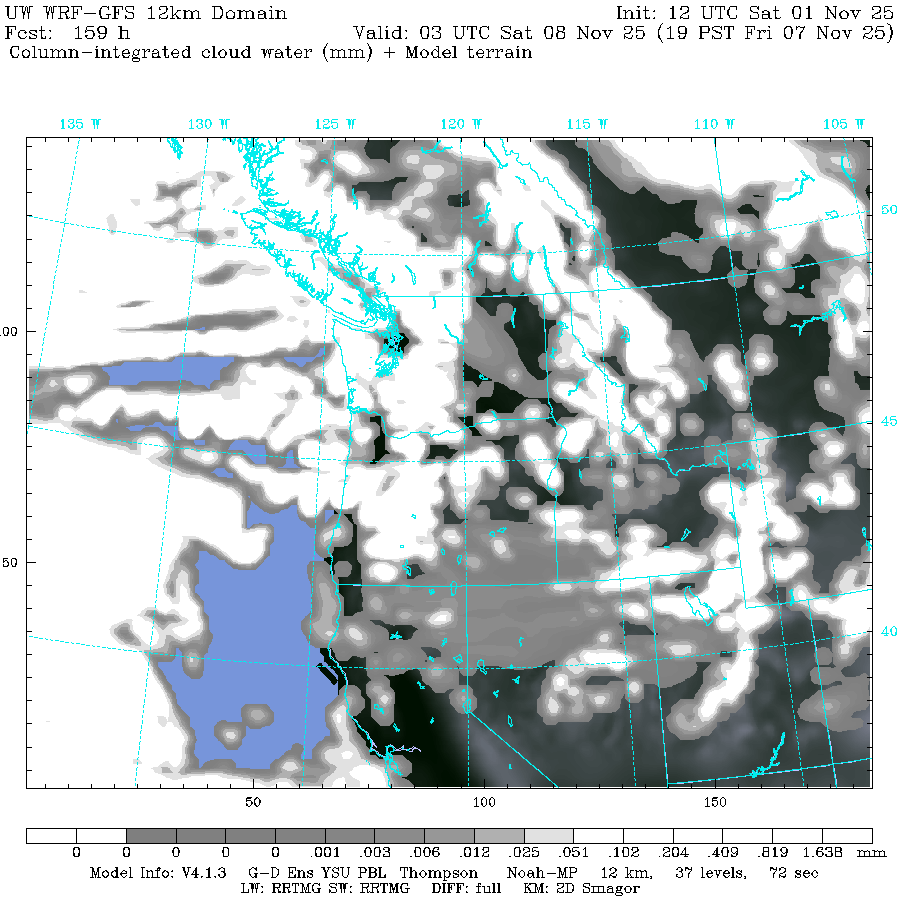 UW WRF-GFS 12km Domain Init: 12 UTC Sat 01 Nov 25
Fcst: 159 h Valid: 03 UTC Sat 08 Nov 25 (19 PST Fri 07 Nov 25)
Column-integrated cloud water (mm) + Model terrain
135 W 130 W 125 W 120 W 115 W 110 W 105 W
50
100
45
50
40
50 100 150
0 0 0 0 0 .001 .003 .006 .012 .025 .051 .102 .204 .409 .819 1.638 mm
Model Info: V4.1.3 G-D Ens YSU PBL Thompson Noah-MP 12 km, 37 levels, 72 sec
LW: RRTMG SW: RRTMG DIFF: full KM: 2D Smagor